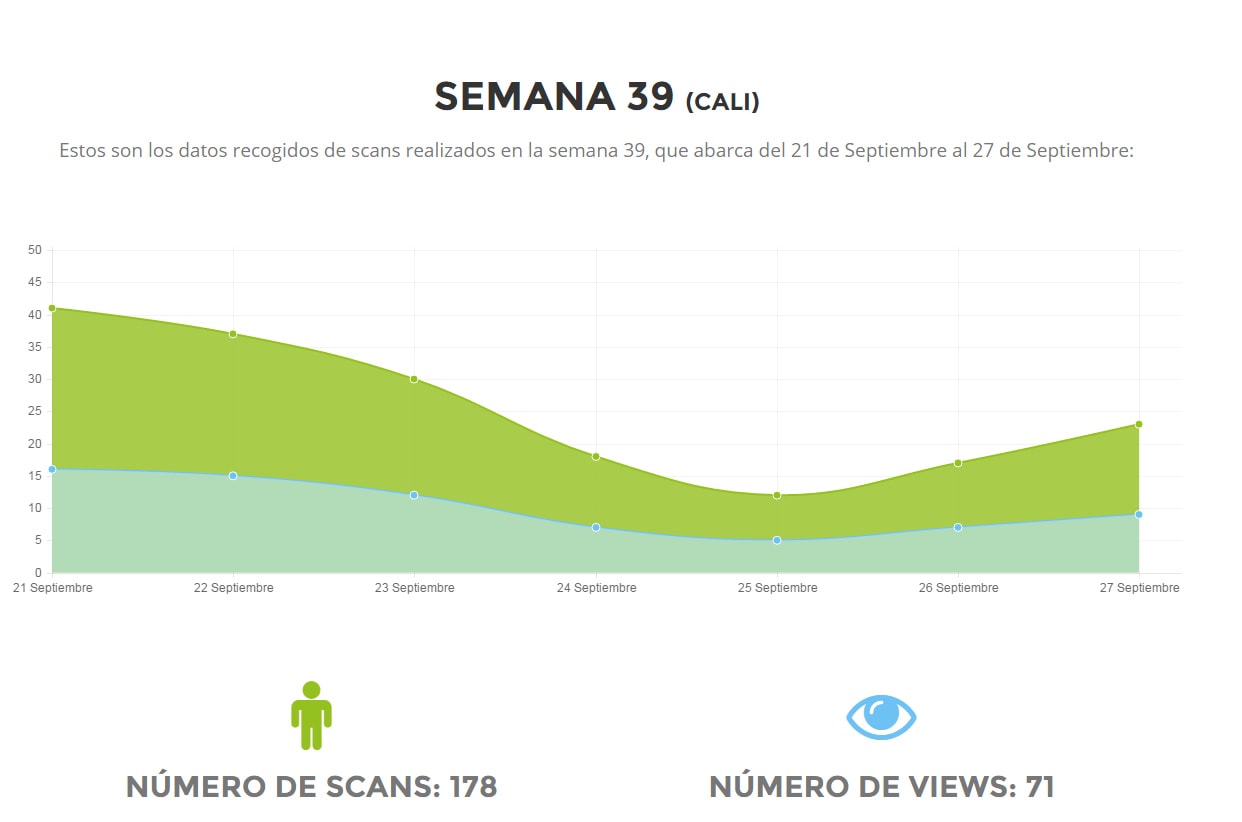 SEMANA 39 (CALI)
Estos son los datos recogidos de scans realizados en la semana 39, que abarca del 21 de Septiembre al 27 de Septiembre:
50
45
40
35
30
25
20
15
10
5
0
21 Septiembre 22 Septiembre 23 Septiembre 24 Septiembre 25 Septiembre 26 Septiembre 27 Septiembre
NÚMERO DE SCANS: 178 NÚMERO DE VIEWS: 71